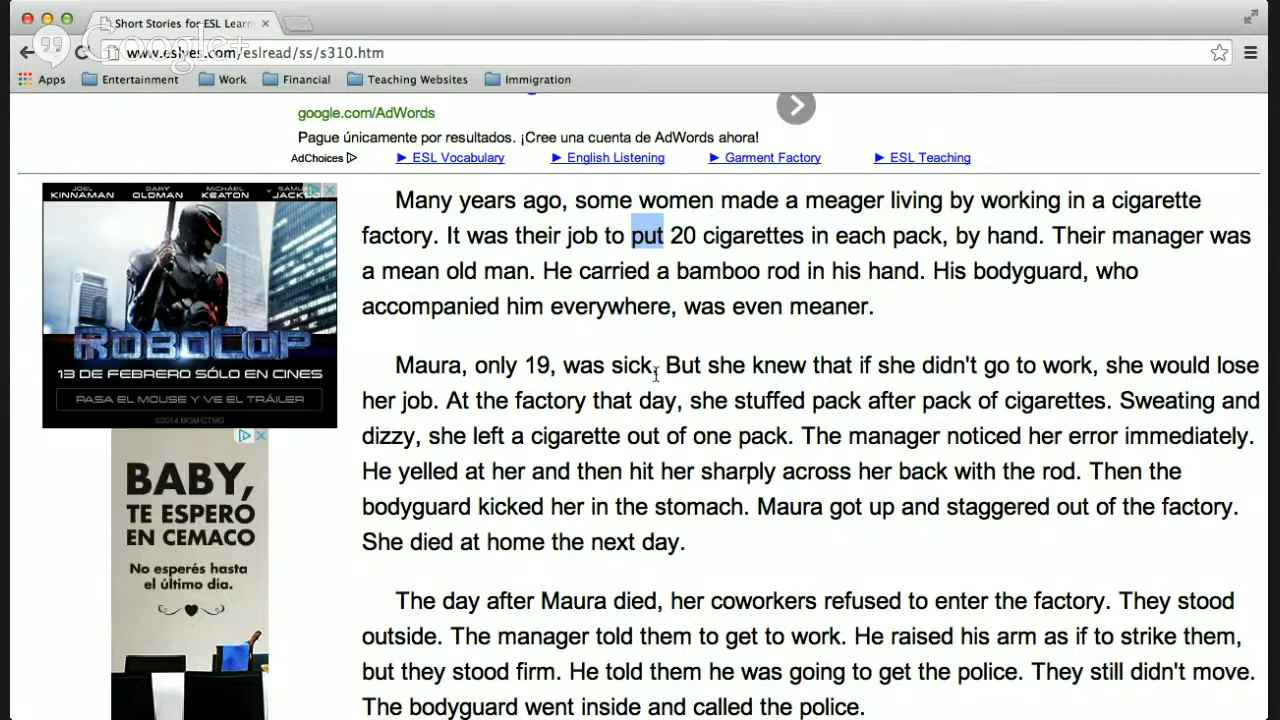 Short Stories for ESL Learn
Google+
www.eslyes.com/eslread/ss/s310.htm
Apps
Entertainment
Work
Financial
Teaching Websites
Immigration
google.com/AdWords
Pague únicamente por resultados. ¡Cree una cuenta de AdWords ahora!
AdChoices
ESL Vocabulary
English Listening
Garment Factory
ESL Teaching
JOEL KINNAMAN
GARY OLDMAN
MICHAEL KEATON
SAMU JACKSO
ROBOCOP
13 DE FEBRERO SÓLO EN CINES
PASA EL MOUSE Y VE EL TRÁILER
©2014 MGM/CTMG
BABY,
TE ESPERO
EN CEMACO
No esperés hasta
el último día.
Many years ago, some women made a meager living by working in a cigarette
factory. It was their job to put 20 cigarettes in each pack, by hand. Their manager was
a mean old man. He carried a bamboo rod in his hand. His bodyguard, who
accompanied him everywhere, was even meaner.
Maura, only 19, was sick. But she knew that if she didn't go to work, she would lose
her job. At the factory that day, she stuffed pack after pack of cigarettes. Sweating and
dizzy, she left a cigarette out of one pack. The manager noticed her error immediately.
He yelled at her and then hit her sharply across her back with the rod. Then the
bodyguard kicked her in the stomach. Maura got up and staggered out of the factory.
She died at home the next day.
The day after Maura died, her coworkers refused to enter the factory. They stood
outside. The manager told them to get to work. He raised his arm as if to strike them,
but they stood firm. He told them he was going to get the police. They still didn't move.
The bodyguard went inside and called the police.